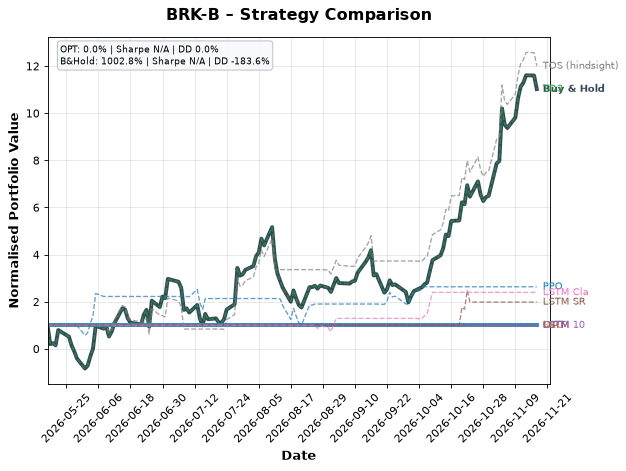 BRK-B – Strategy Comparison
OPT: 0.0% | Sharpe N/A | DD 0.0%
B&Hold: 1002.8% | Sharpe N/A | DD -183.6%
TOS (hindsight)
Buy & Hold
PPO
LSTM Cla
LSTM SR
LSTM 10
Normalised Portfolio Value
12
10
8
6
4
2
0
2026-05-25
2026-06-06
2026-06-18
2026-06-30
2026-07-12
2026-07-24
2026-08-05
2026-08-17
2026-08-29
2026-09-10
2026-09-22
2026-10-04
2026-10-16
2026-10-28
2026-11-09
2026-11-21
Date